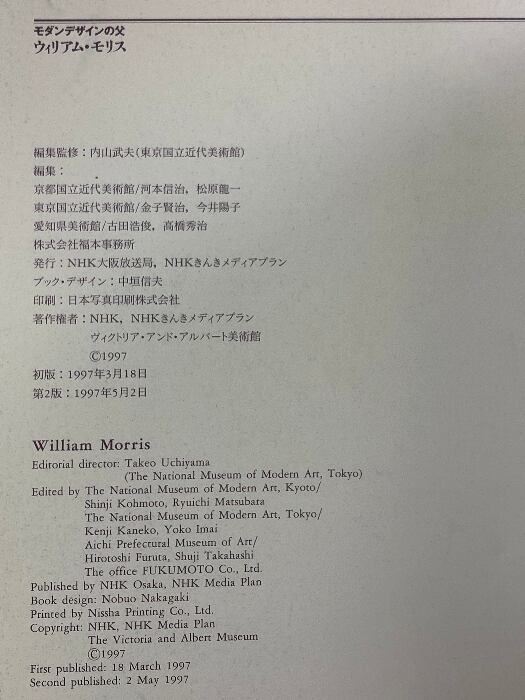 モダンデザインの父
ウィリアム・モリス
編集監修：内山武夫（東京国立近代美術館）
編集：
京都国立近代美術館/河本信治，松原龍一
東京国立近代美術館/金子賢治，今井陽子
愛知県美術館/古田浩俊，高橋秀治
株式会社福本事務所
発行：NHK大阪放送局，NHKきんきメディアプラン
ブック・デザイン：中垣信夫
印刷：日本写真印刷株式会社
著作権者：NHK，NHKきんきメディアプラン
ヴィクトリア・アンド・アルバート美術館
©1997
初版：1997年3月18日
第2版：1997年5月2日
William Morris
Editorial director: Takeo Uchiyama
(The National Museum of Modern Art, Tokyo)
Edited by The National Museum of Modern Art, Kyoto/
Shinji Kohmoto, Ryuichi Matsubara
The National Museum of Modern Art, Tokyo/
Kenji Kaneko, Yoko Imai
Aichi Prefectural Museum of Art/
Hirotoshi Furuta, Shuji Takahashi
The office FUKUMOTO Co., Ltd.
Published by NHK Osaka, NHK Media Plan
Book design: Nobuo Nakagaki
Printed by Nissha Printing Co., Ltd.
Copyright: NHK, NHK Media Plan
The Victoria and Albert Museum
©1997
First published: 18 March 1997
Second published: 2 May 1997